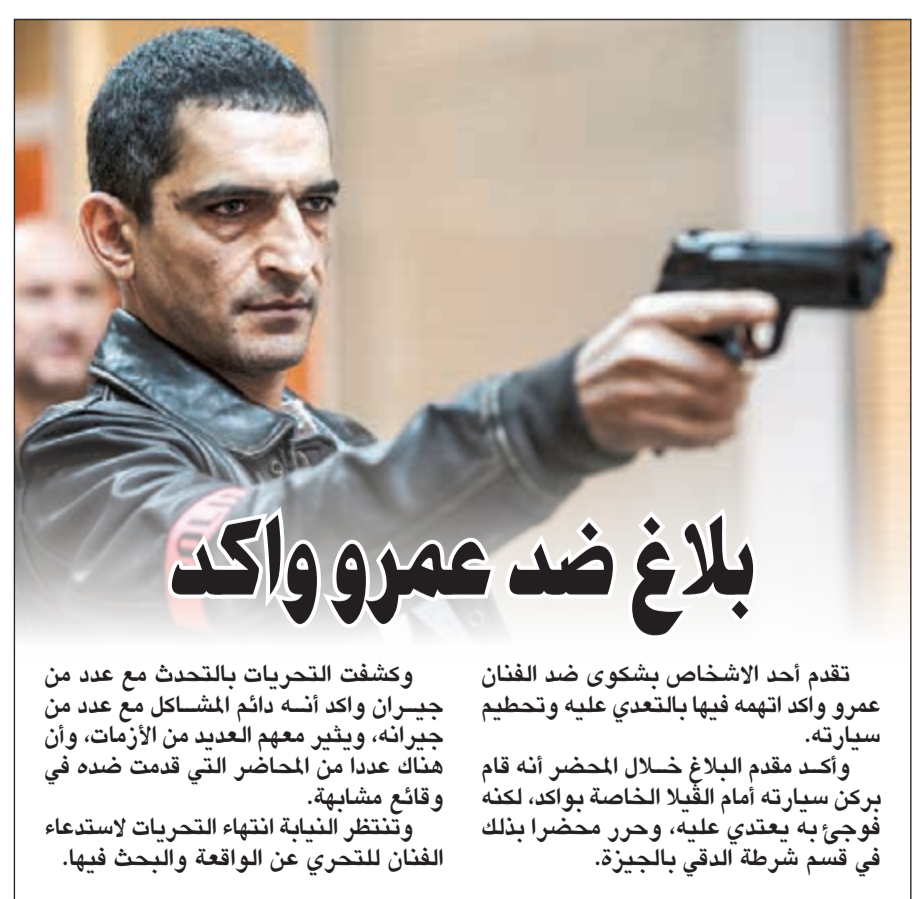 بلاغ ضد عمرو واكد
تقدم أحد الاشخاص بشكوى ضد الفنان
عمرو واكد اتهمه فيها بالتعدي عليه وتحطيم
سيارته.
وأكد مقدم البلاغ خلال المحضر أنه قام
بركن سيارته أمام الڤيلا الخاصة بواكد، لكنه
فوجئ به يعتدي عليه، وحرر محضرا بذلك
في قسم شرطة الدقي بالجيزة.
وكشفت التحريات بالتحدث مع عدد من
جيران واكد أنه دائم المشاكل مع عدد من
جيرانه، ويثير معهم العديد من الأزمات، وأن
هناك عددا من المحاضر التي قدمت ضده في
وقائع مشابهة.
وتنتظر النيابة انتهاء التحريات لاستدعاء
الفنان للتحري عن الواقعة والبحث فيها.